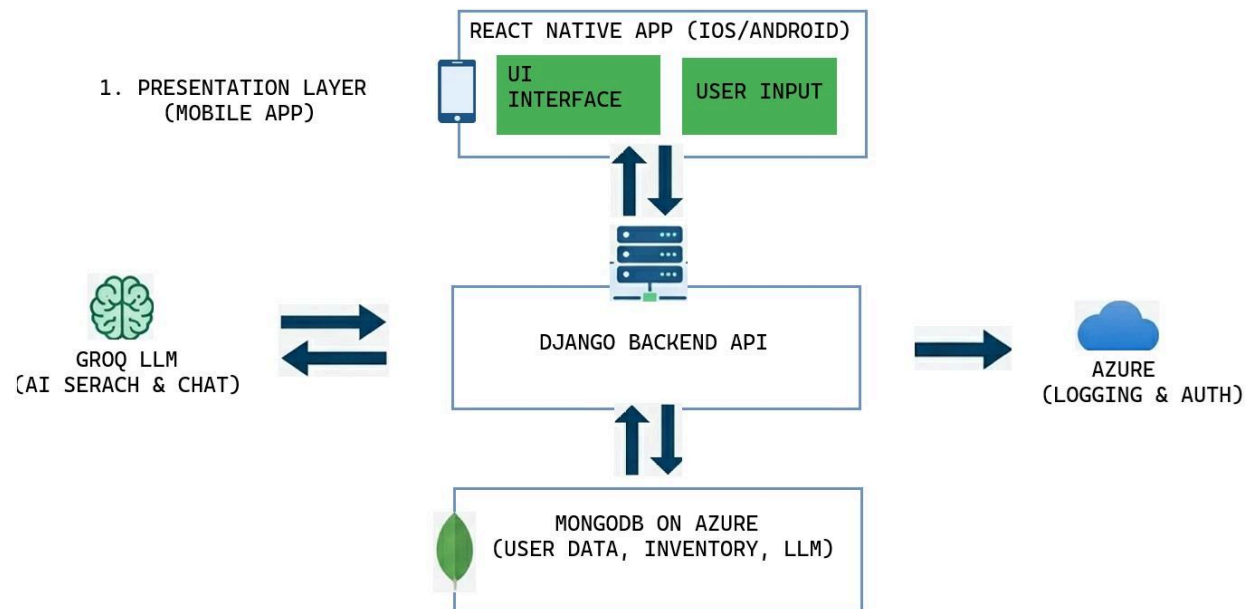 REACT NATIVE APP (IOS/ANDROID)
1. PRESENTATION LAYER
(MOBILE APP)
UI
INTERFACE
USER INPUT
GROQ LLM
(AI SERACH & CHAT)
DJANGO BACKEND API
AZURE
(LOGGING & AUTH)
MONGODB ON AZURE
(USER DATA, INVENTORY, LLM)